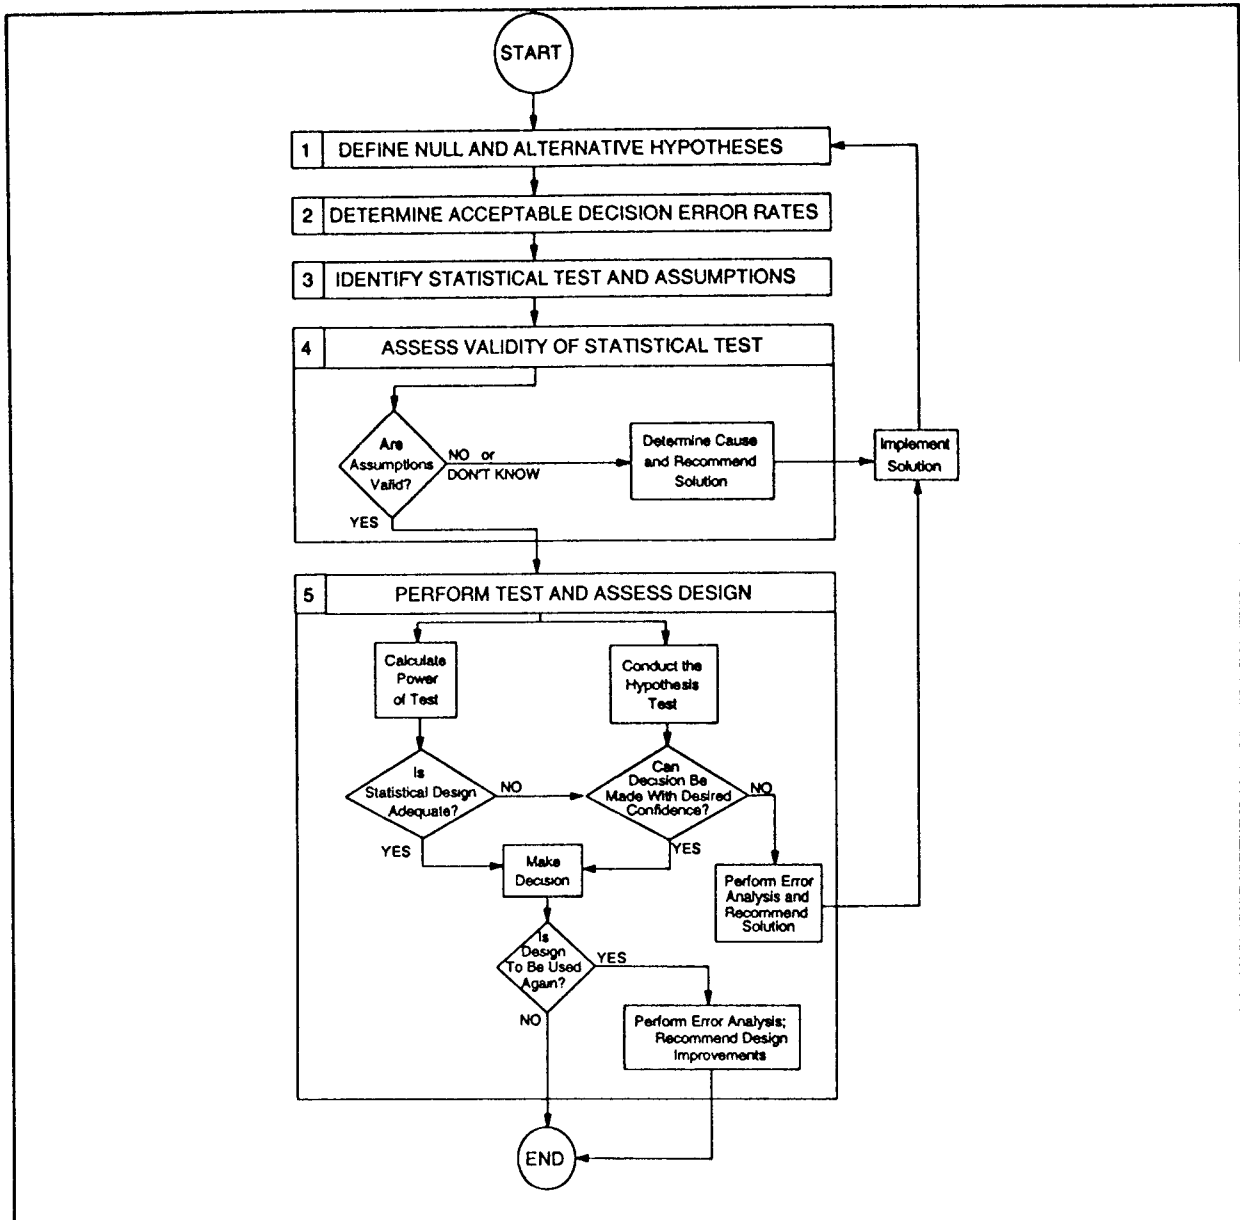 START
1 DEFINE NULL AND ALTERNATIVE HYPOTHESES
2 DETERMINE ACCEPTABLE DECISION ERROR RATES
3 IDENTIFY STATISTICAL TEST AND ASSUMPTIONS
4 ASSESS VALIDITY OF STATISTICAL TEST
Are
Assumptions
Valid?
NO or
DON'T KNOW
YES
Determine Cause
and Recommend
Solution
Implement
Solution
5 PERFORM TEST AND ASSESS DESIGN
Calculate
Power
of Test
Conduct the
Hypothesis
Test
Is
Statistical Design
Adequate?
NO
YES
Can
Decision Be
Made With Desired
Confidence?
NO
YES
Make
Decision
Perform Error
Analysis and
Recommend
Solution
Is
Design
To Be Used
Again?
YES
NO
Perform Error Analysis;
Recommend Design
Improvements
END